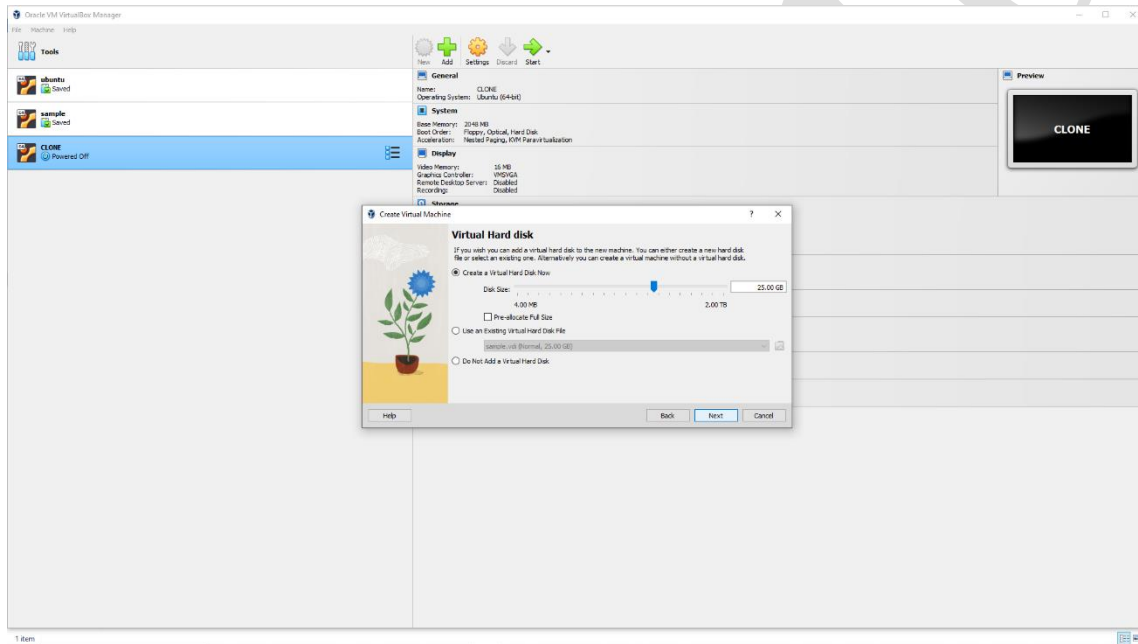 Oracle VM VirtualBox Manager
File Machine Help
Tools
New Add Settings Discard Start
ubuntu
Saved
sample
Saved
CLONE
Powered Off
General
Name: CLONE
Operating System: Ubuntu (64-bit)
System
Base Memory: 2048 MB
Boot Order: Floppy, Optical, Hard Disk
Acceleration: Nested Paging, KVM Paravirtualization
Display
Video Memory: 16 MB
Graphics Controller: VMSVGA
Remote Desktop Server: Disabled
Recording: Disabled
Storage
Preview
CLONE
Create Virtual Machine
Virtual Hard disk
If you wish you can add a virtual hard disk to the new machine. You can either create a new hard disk
file or select an existing one. Alternatively you can create a virtual machine without a virtual hard disk.
Create a Virtual Hard Disk Now
Disk Size: 25.00 GB
4.00 MB 2.00 TB
Pre-allocate Full Size
Use an Existing Virtual Hard Disk File
sample.vdi (Normal, 25.00 GB)
Do Not Add a Virtual Hard Disk
Help Back Next Cancel
1 item